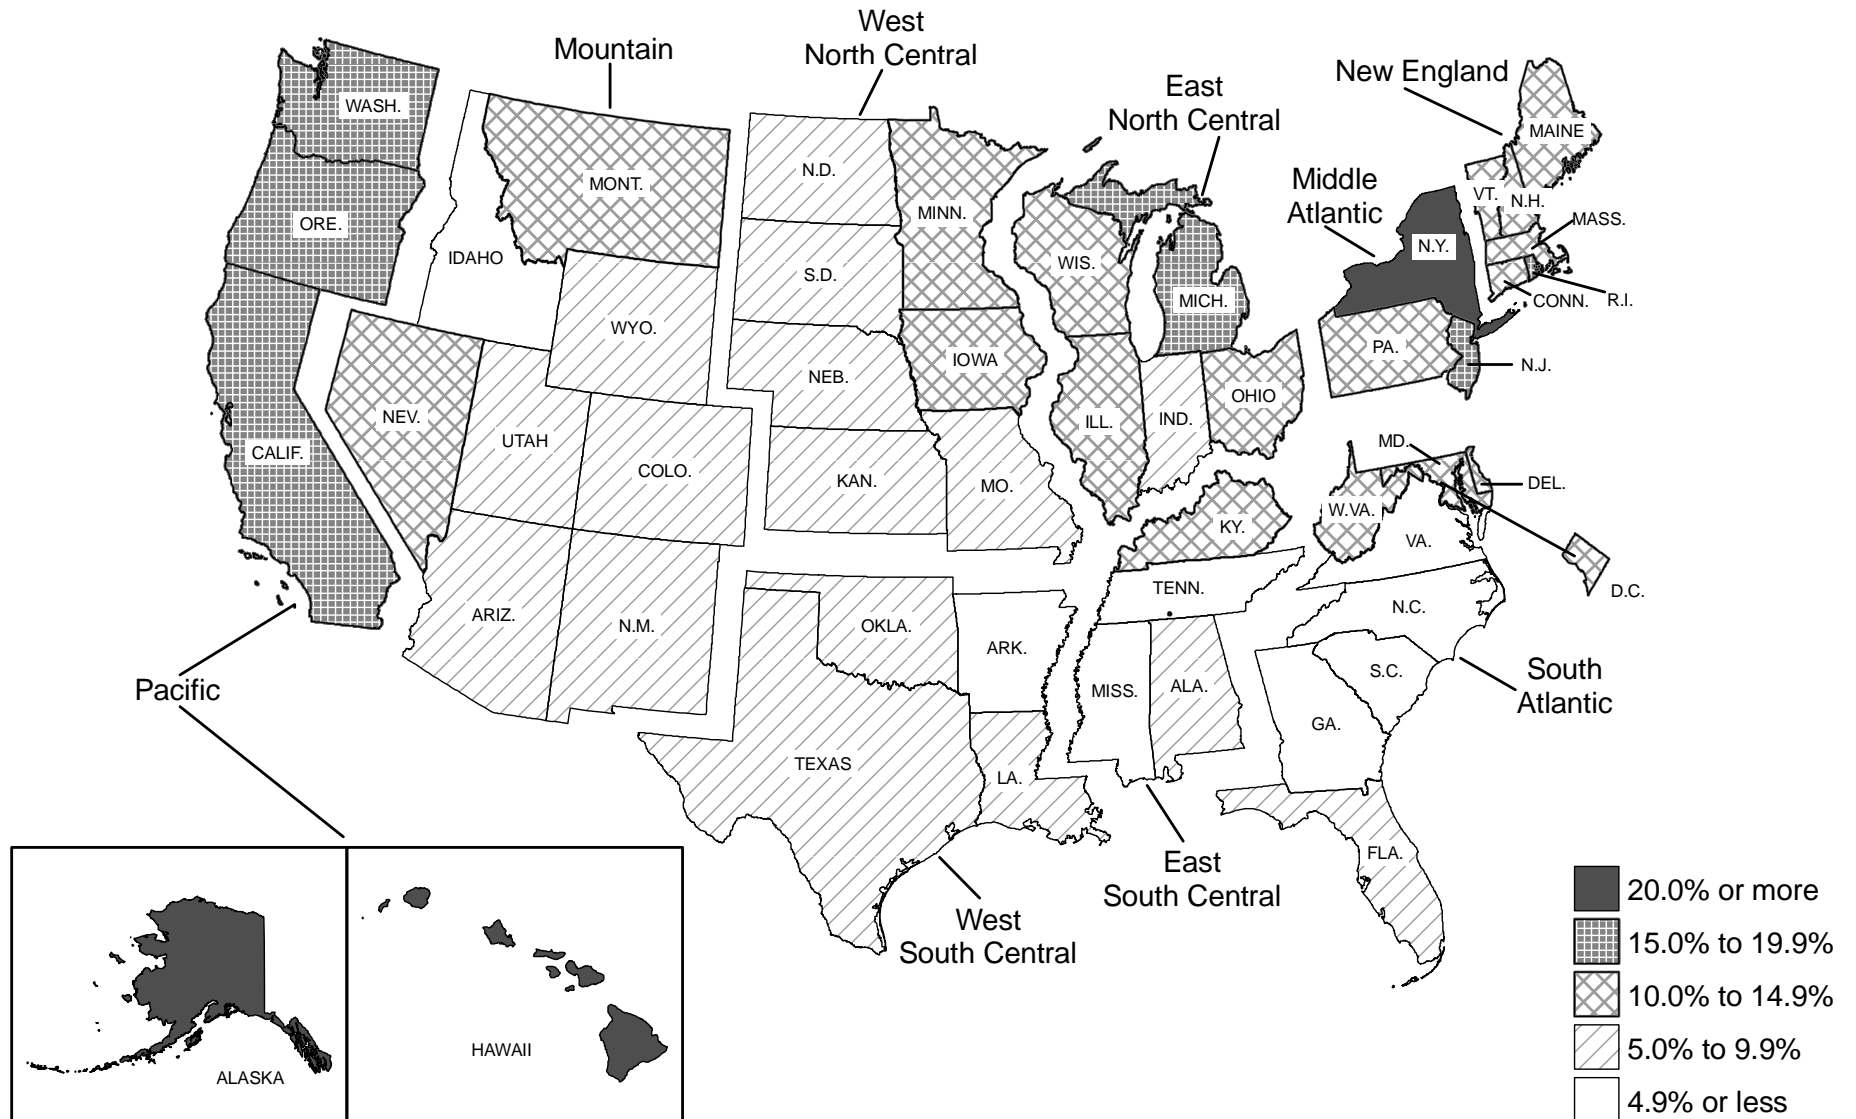 West
North Central
Mountain
New England
East
North Central
WASH.
MAINE
MONT.
N.D.
Middle
Atlantic
MINN.
VT.
N.H.
MASS.
ORE.
N.Y.
IDAHO
S.D.
WIS.
MICH.
CONN.
R.I.
WYO.
PA.
IOWA
N.J.
NEB.
OHIO
NEV.
ILL.
IND.
UTAH
MD.
CALIF.
COLO.
KAN.
MO.
DEL.
W.VA.
KY.
VA.
D.C.
TENN.
N.C.
ARIZ.
N.M.
OKLA.
ARK.
S.C.
South
Atlantic
Pacific
MISS.
ALA.
GA.
TEXAS
LA.
FLA.
East
South Central
West
South Central
HAWAII
ALASKA
20.0% or more
15.0% to 19.9%
10.0% to 14.9%
5.0% to 9.9%
4.9% or less